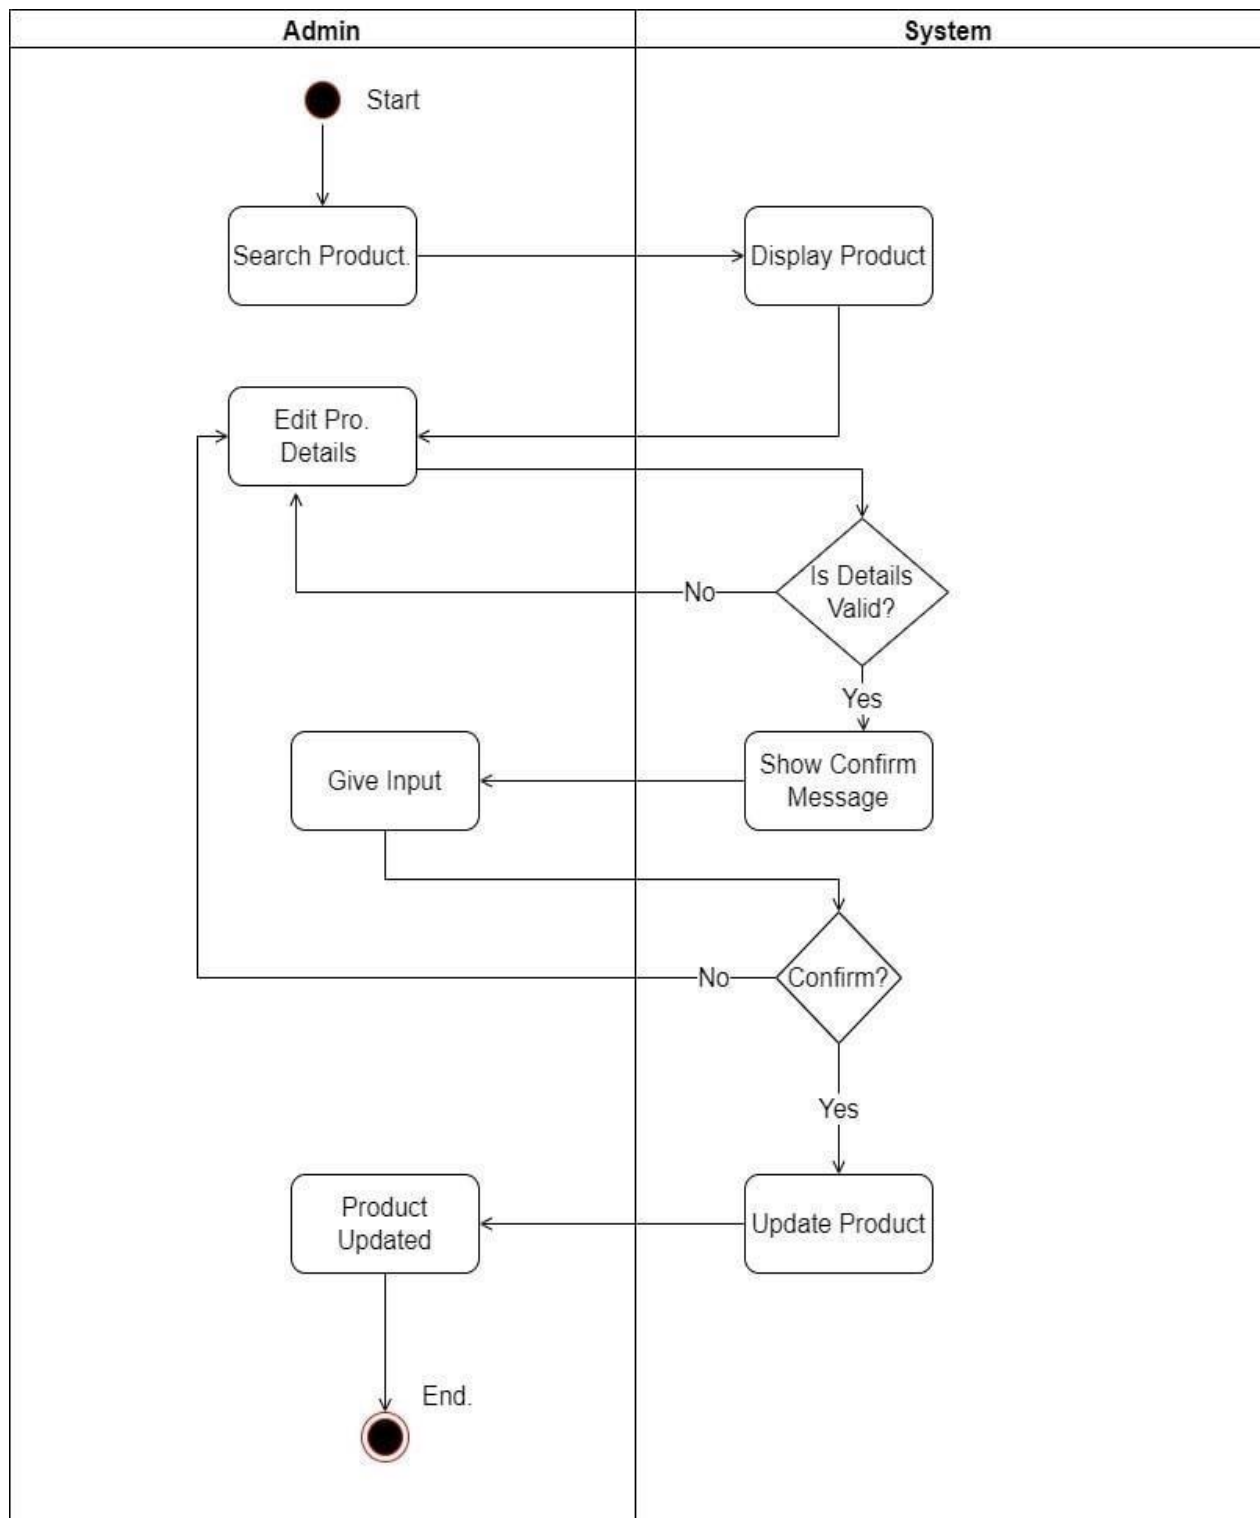 Admin
System
Start
Search Product.
Display Product
Edit Pro.
Details
Is Details
Valid?
No
Yes
Give Input
Show Confirm
Message
No
Confirm?
Yes
Product
Updated
Update Product
End.